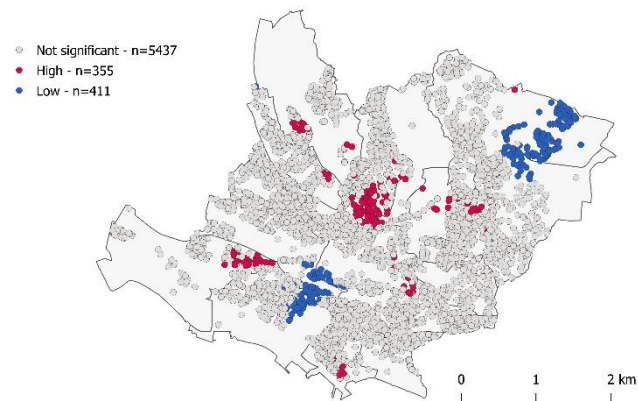 Not significant - n=5437
High - n=355
Low - n=411
0 1 2 km